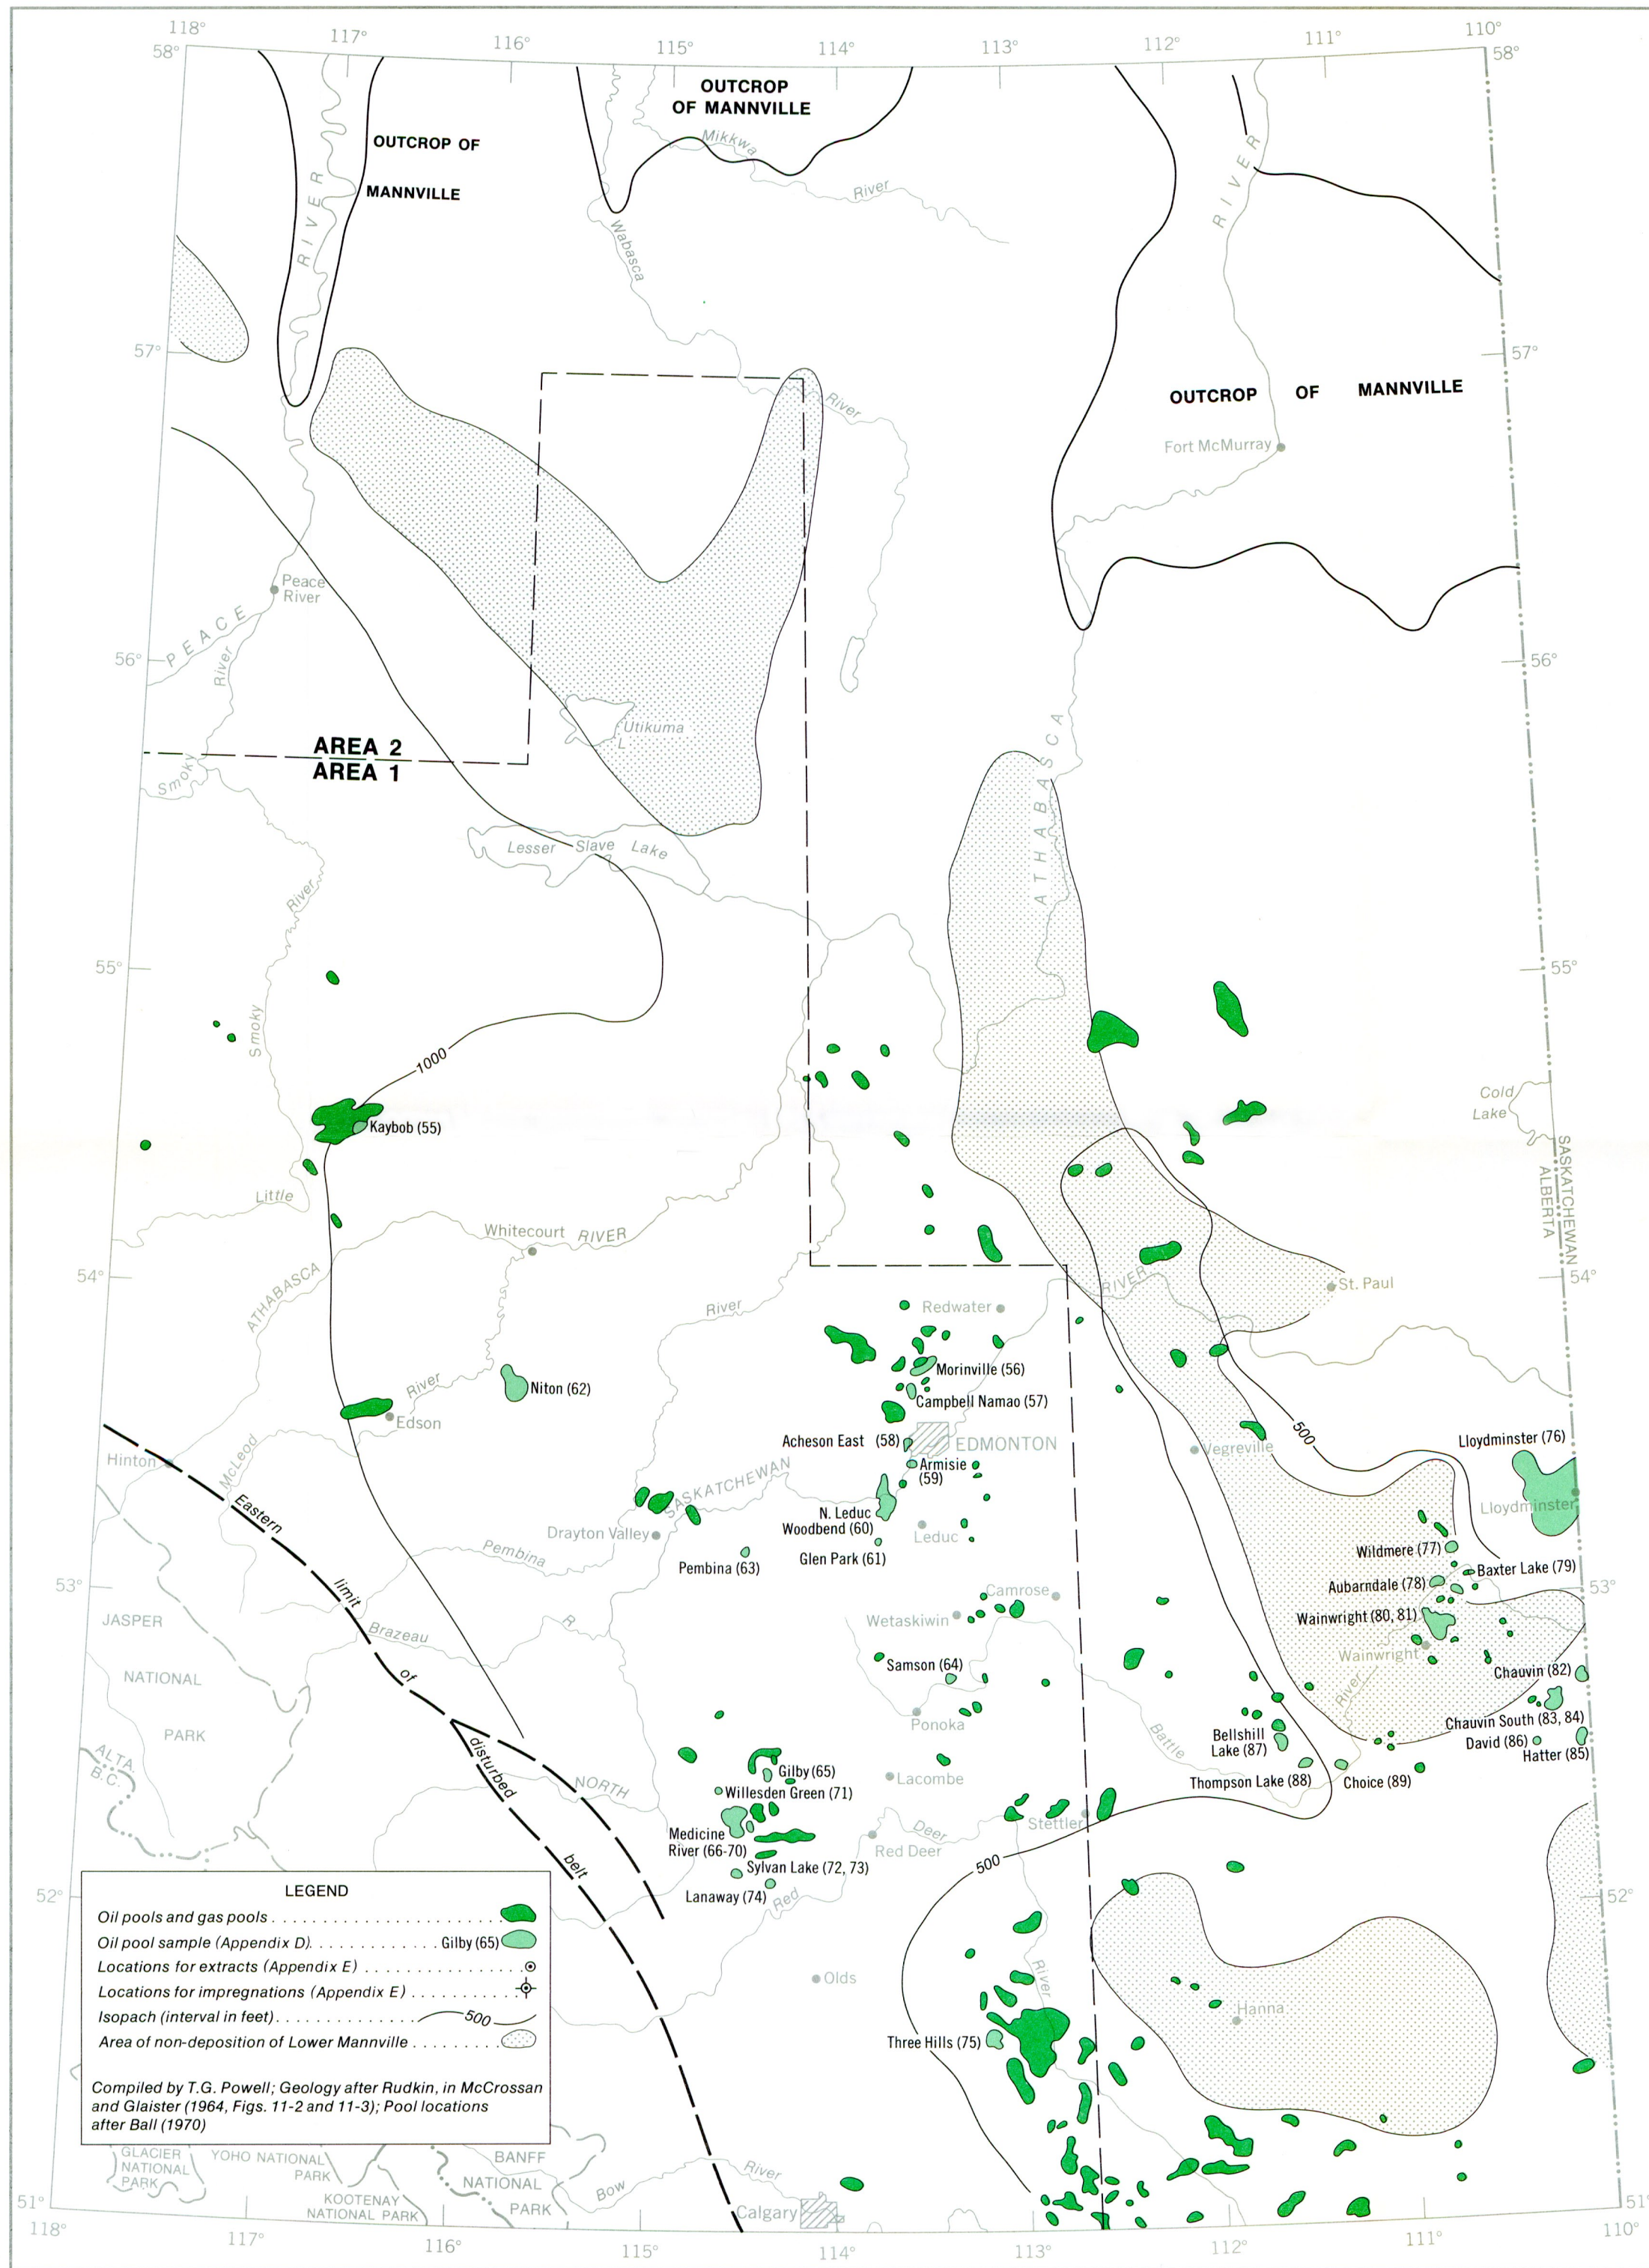 118°
117°
116°
115°
114°
113°
112°
111°
110°
58°
58°
OUTCROP
OF MANNVILLE
OUTCROP OF
MANNVILLE
Mikkwa
River
RIVER
RIVER
Wabasca
57°
57°
River
OUTCROP OF MANNVILLE
Fort McMurray
Peace
River
PEACE
River
56°
56°
Utikuma
L
AREA 2
AREA 1
Smoky
ATHABASCA
Lesser Slave Lake
River
55°
55°
Smoky
1000
Cold
Lake
Kaybob (55)
SASKATCHEWAN
ALBERTA
Little
Whitecourt
RIVER
ATHABASCA
54°
54°
RIVER
St. Paul
River
Redwater
Morinville (56)
Niton (62)
Campbell Namao (57)
River
Edson
Acheson East (58)
EDMONTON
Vegreville
500
Lloydminster (76)
Hinton
McLeod
Armisie
(59)
SASKATCHEWAN
Lloydminster
Eastern
N. Leduc
Woodbend (60)
Leduc
Drayton Valley
Glen Park (61)
Pembina
Pembina (63)
Wildmere (77)
Baxter Lake (79)
Aubarndale (78)
53°
53°
limit
Camrose
Wetaskiwin
Wainwright (80, 81)
JASPER
NATIONAL
PARK
Brazeau
R.
of
Samson (64)
Wainwright
Chauvin (82)
River
Ponoka
Chauvin South (83, 84)
Bellshill
Lake (87)
Battle
David (86)
Hatter (85)
ALTA.
B.C.
disturbed
Gilby (65)
Lacombe
Thompson Lake (88)
Choice (89)
NORTH
Willesden Green (71)
Stettler
Medicine
River (66-70)
Deer
Red Deer
belt
Sylvan Lake (72, 73)
500
Lanaway (74)
Red
52°
52°
LEGEND
Oil pools and gas pools
Oil pool sample (Appendix D) Gilby (65)
Locations for extracts (Appendix E)
Locations for impregnations (Appendix E)
Isopach (interval in feet) 500
Area of non-deposition of Lower Mannville
Compiled by T.G. Powell; Geology after Rudkin, in McCrossan
and Glaister (1964, Figs. 11-2 and 11-3); Pool locations
after Ball (1970)
Olds
River
Hanna
Three Hills (75)
GLACIER
NATIONAL
PARK
YOHO NATIONAL
PARK
KOOTENAY
NATIONAL PARK
BANFF
NATIONAL
PARK
Bow
River
Calgary
51°
51°
118°
117°
116°
115°
114°
113°
112°
111°
110°